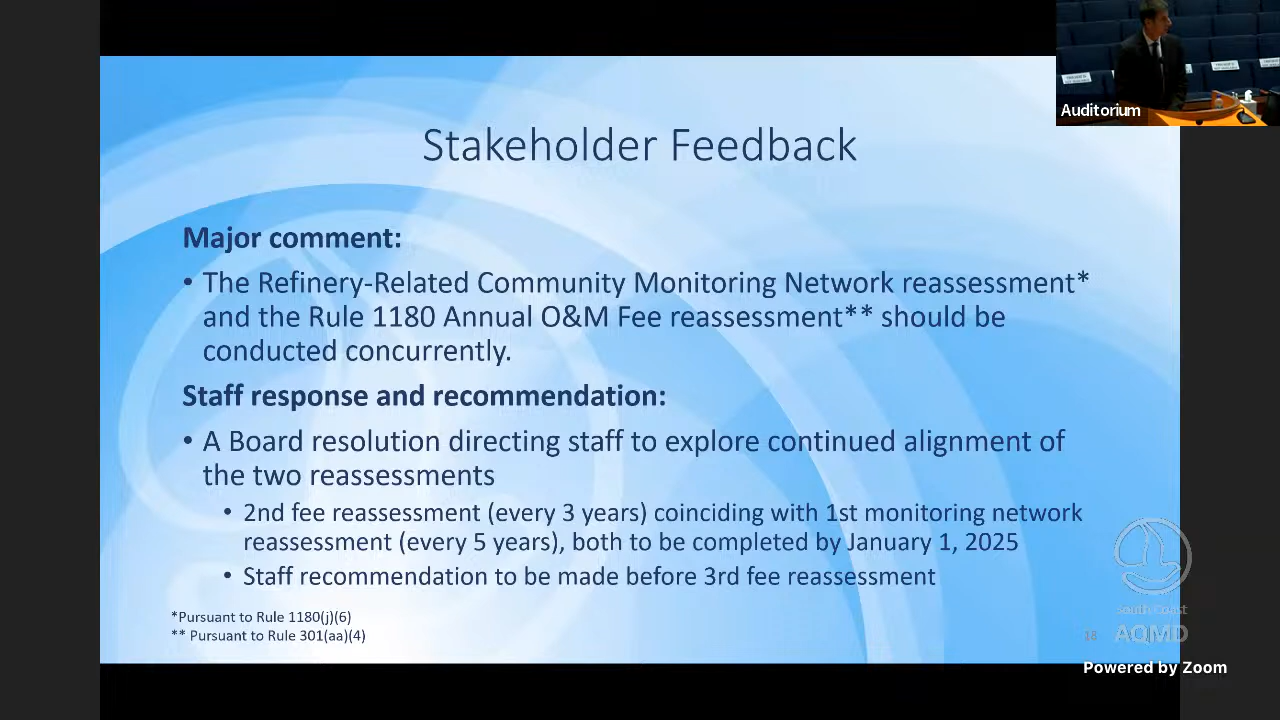 Auditorium
Stakeholder Feedback
Major comment:
• The Refinery-Related Community Monitoring Network reassessment*
and the Rule 1180 Annual O&M Fee reassessment** should be
conducted concurrently.
Staff response and recommendation:
• A Board resolution directing staff to explore continued alignment of
the two reassessments
• 2nd fee reassessment (every 3 years) coinciding with 1st monitoring network
reassessment (every 5 years), both to be completed by January 1, 2025
• Staff recommendation to be made before 3rd fee reassessment
*Pursuant to Rule 1180(j)(6)
** Pursuant to Rule 301(aa)(4)
South Coast
18 AQMD
Powered by Zoom